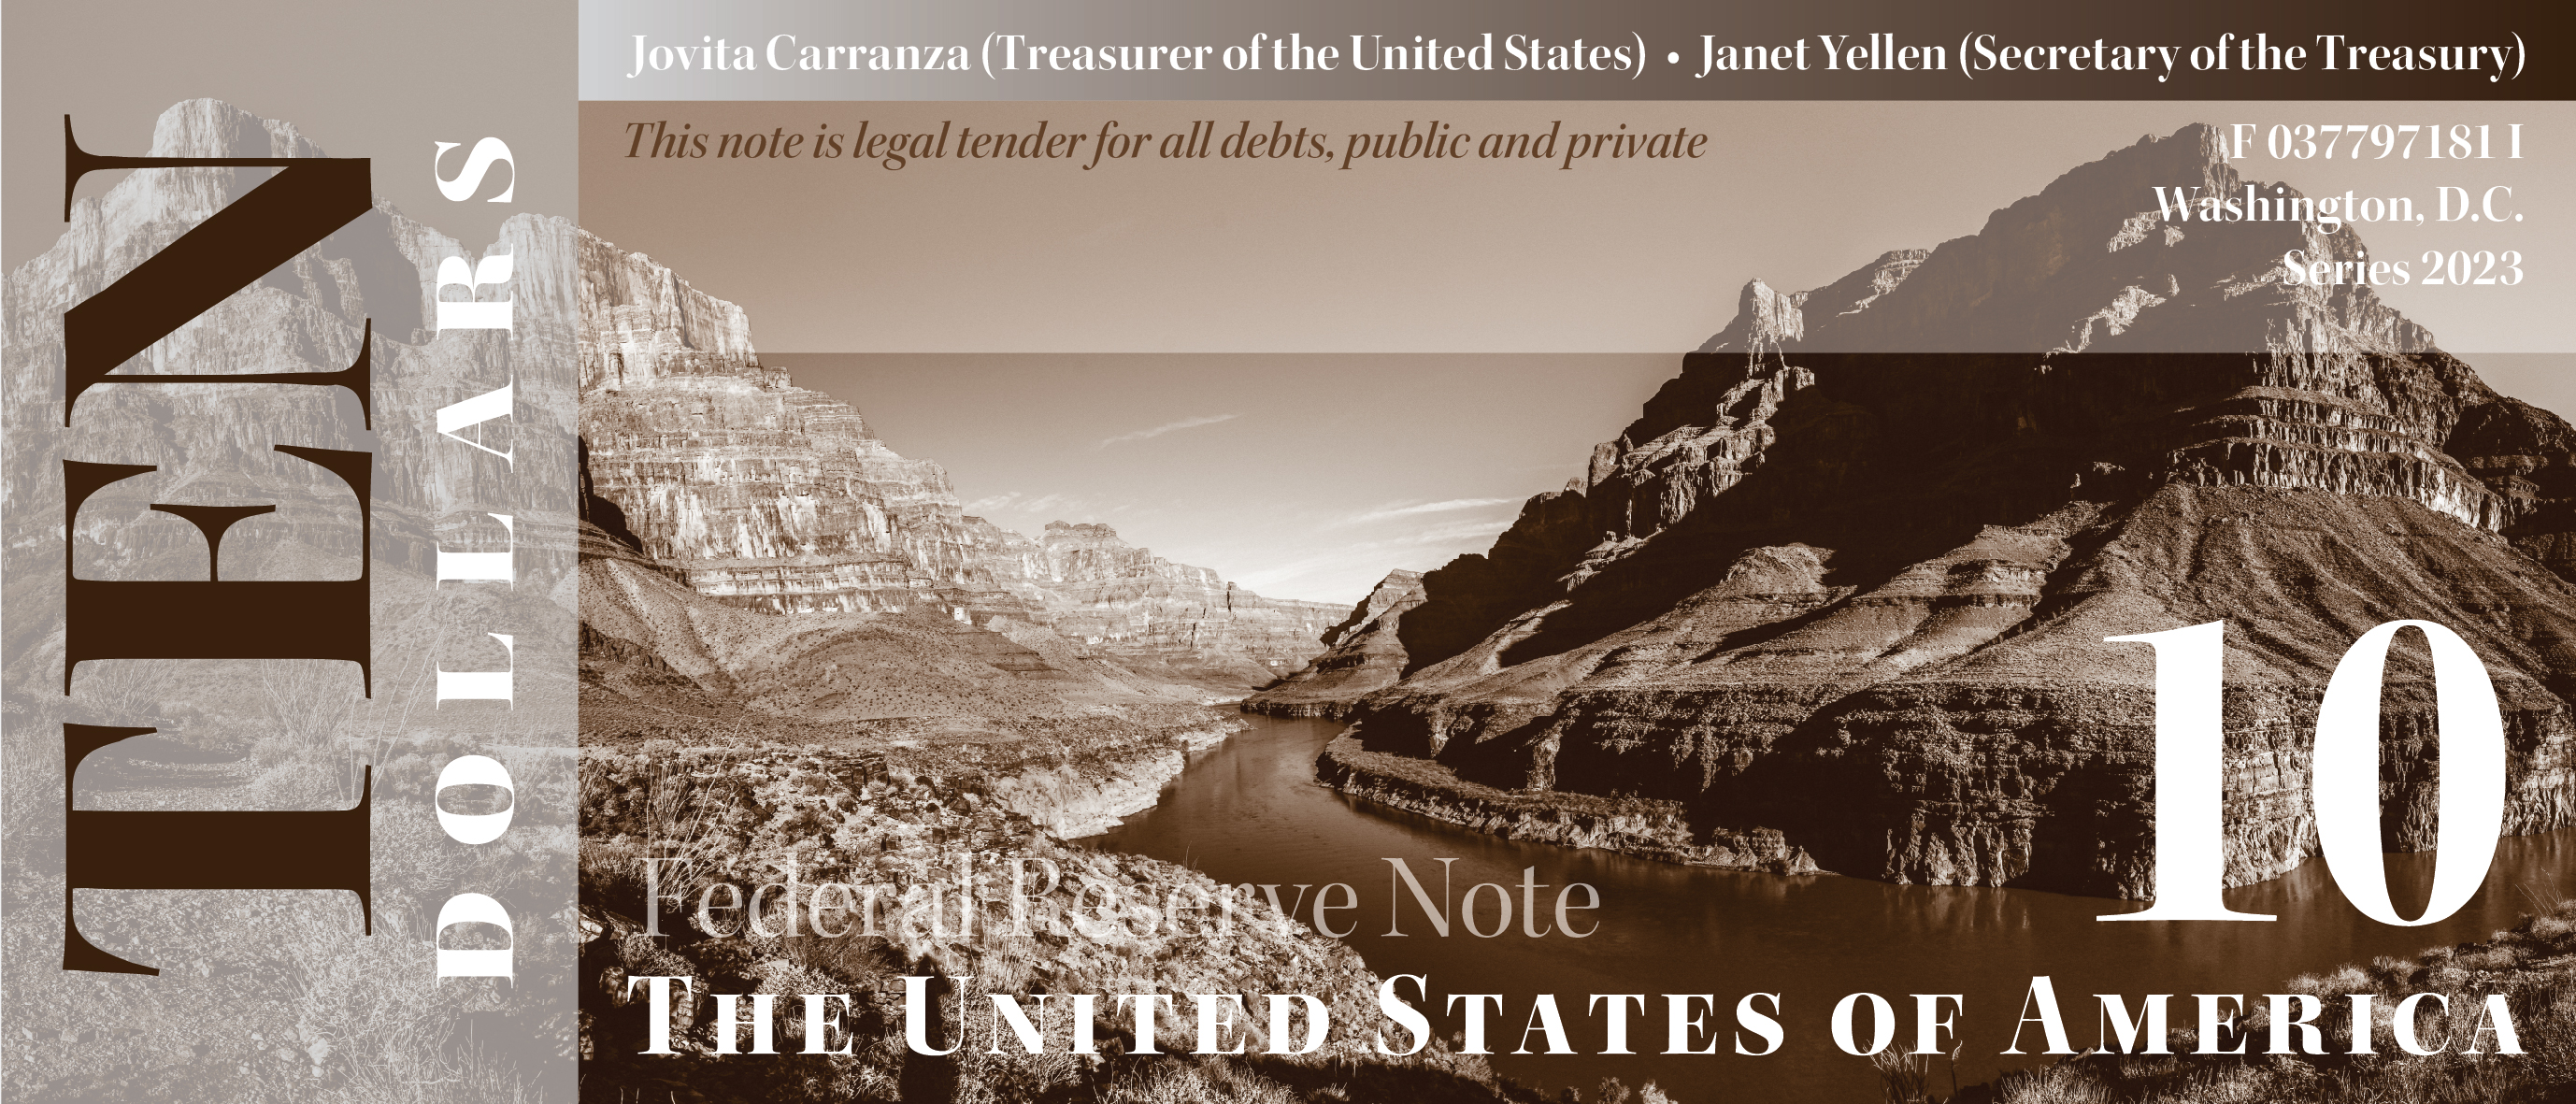 TEN
DOLLARS
Jovita Carranza (Treasurer of the United States) • Janet Yellen (Secretary of the Treasury)
This note is legal tender for all debts, public and private
F 037797181 I
Washington, D.C.
Series 2023
10
Federal Reserve Note
The United States of America